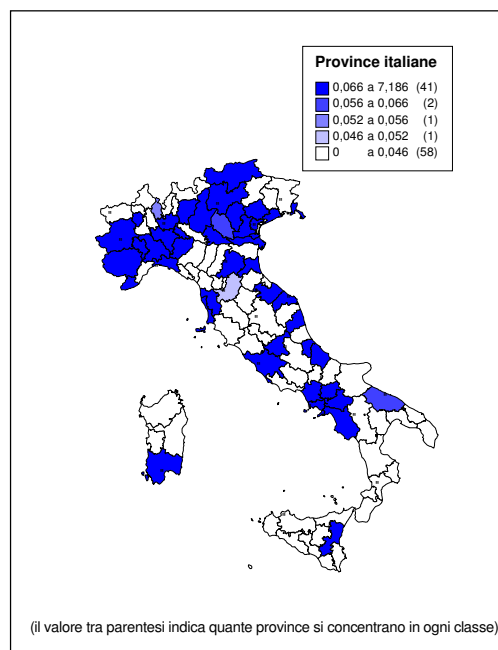 Province italiane
0,066 a 7,186 (41)
0,056 a 0,066 (2)
0,052 a 0,056 (1)
0,046 a 0,052 (1)
0 a 0,046 (58)
(il valore tra parentesi indica quante province si concentrano in ogni classe)